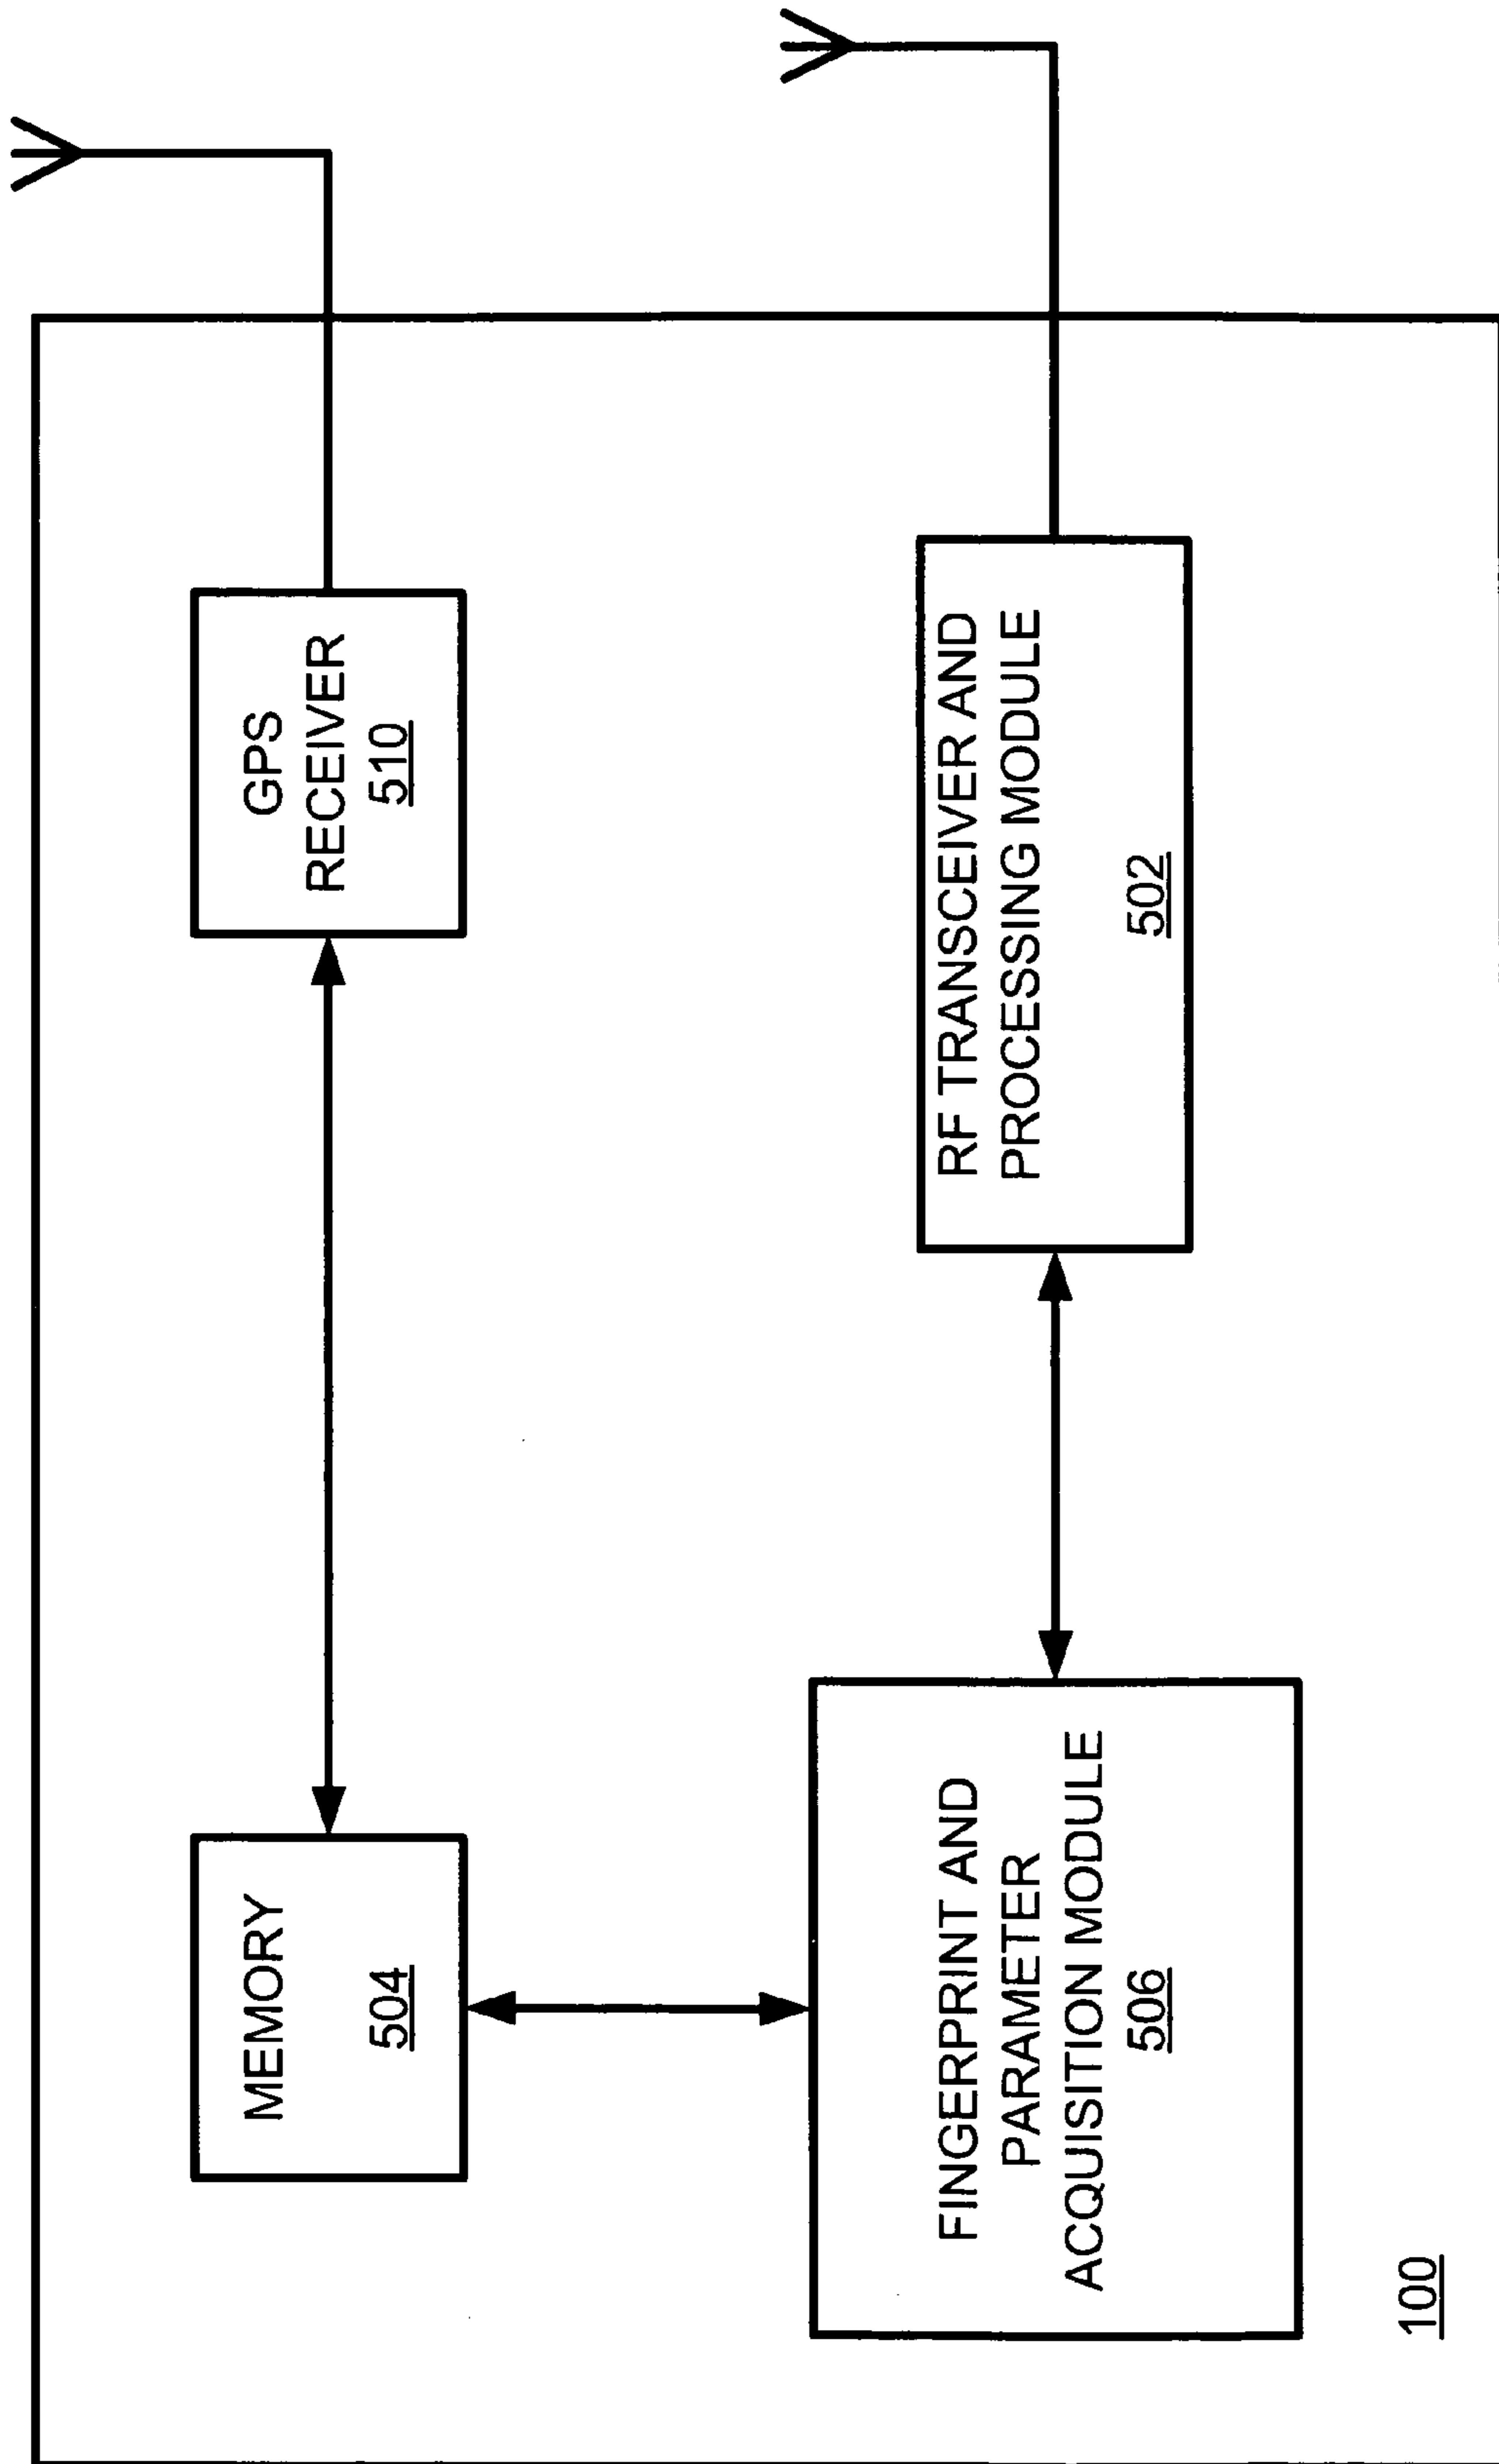 MEMORY
504
GPS
RECEIVER
510
FINGERPRINT AND
PARAMETER
ACQUISITION MODULE
506
RF TRANSCEIVER AND
PROCESSING MODULE
502
100